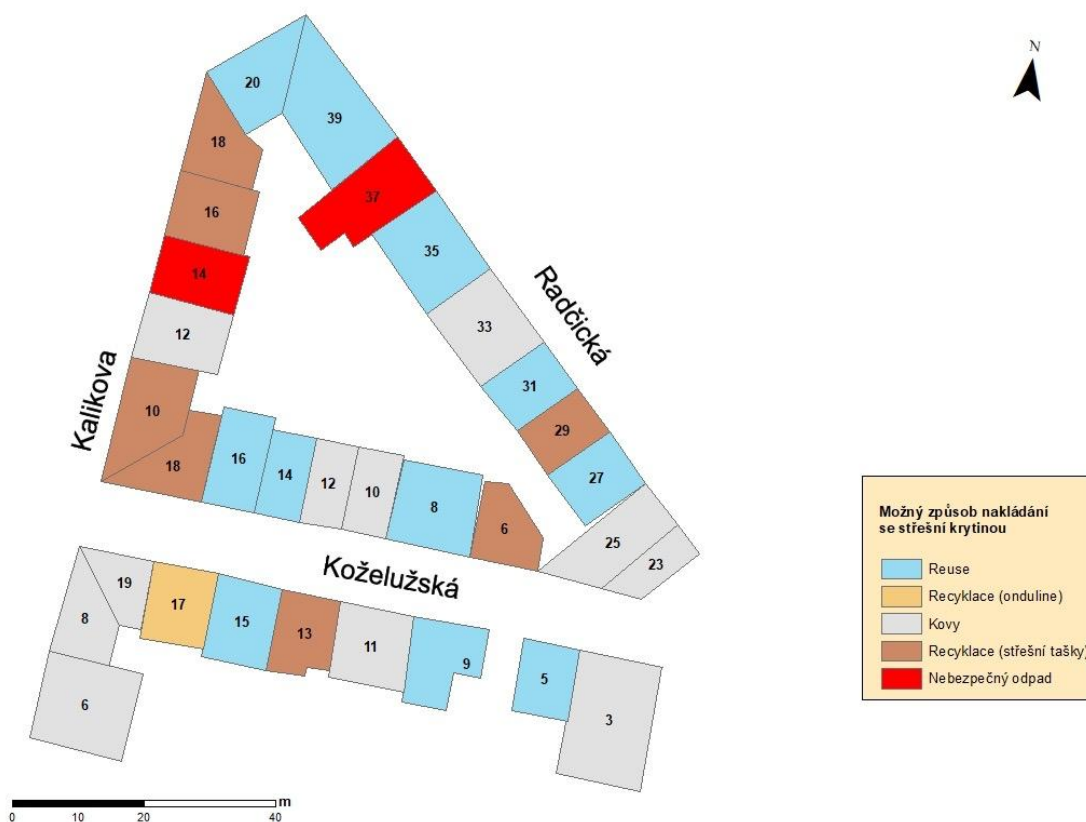 N
20
39
18
37
16
35
14
33
12
31
10
29
27
18
16
14
12
10
8
6
25
23
Kalikova
Radčická
Koželužská
19
17
15
13
11
9
5
3
8
6
Možný způsob nakládání
se střešní krytinou
Reuse
Recyklace (onduline)
Kovy
Recyklace (střešní tašky)
Nebezpečný odpad
m
0 10 20 40